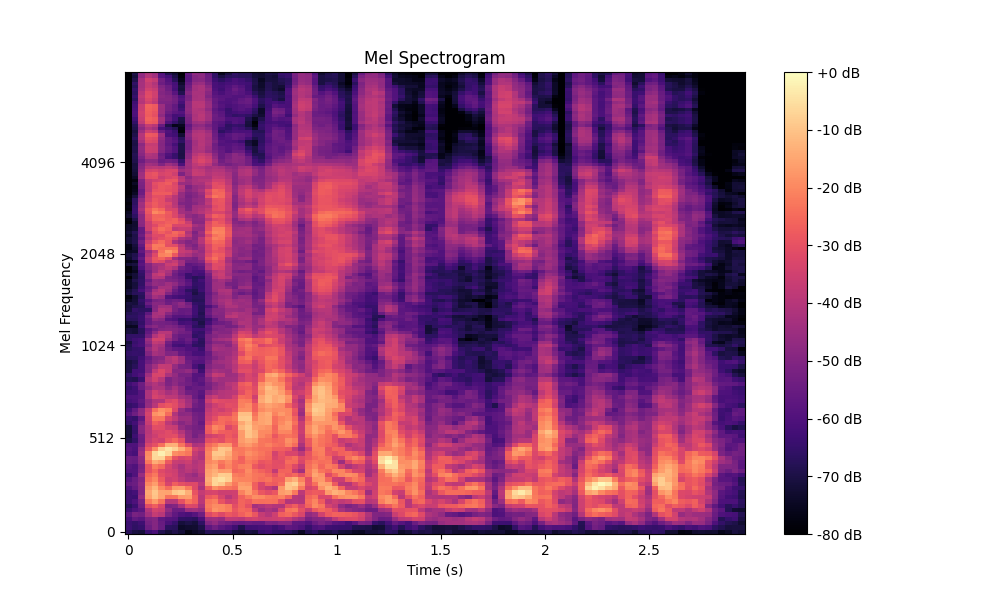 Mel Spectrogram
+0 dB
-10 dB
-20 dB
-30 dB
-40 dB
-50 dB
-60 dB
-70 dB
-80 dB
Mel Frequency
4096
2048
1024
512
0
0
0.5
1
1.5
2
2.5
Time (s)